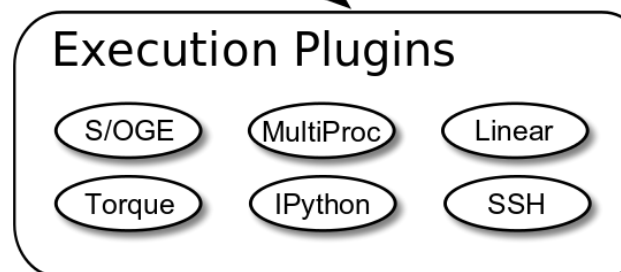 Execution Plugins
S/OGE MultiProc Linear
Torque IPython SSH